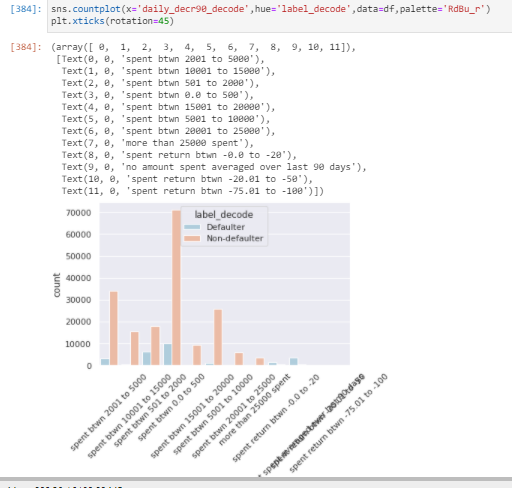 [384]: sns.countplot(x='daily_decr90_decode',hue='label_decode',data=df,palette='RdBu_r')
plt.xticks(rotation=45)
[384]: (array([ 0, 1, 2, 3, 4, 5, 6, 7, 8, 9, 10, 11]),
[Text(0, 0, 'spent btwn 2001 to 5000'),
Text(1, 0, 'spent btwn 10001 to 15000'),
Text(2, 0, 'spent btwn 501 to 2000'),
Text(3, 0, 'spent btwn 0.0 to 500'),
Text(4, 0, 'spent btwn 15001 to 20000'),
Text(5, 0, 'spent btwn 5001 to 10000'),
Text(6, 0, 'spent btwn 20001 to 25000'),
Text(7, 0, 'more than 25000 spent'),
Text(8, 0, 'spent return btwn -0.0 to -20'),
Text(9, 0, 'no amount spent averaged over last 90 days'),
Text(10, 0, 'spent return btwn -20.01 to -50'),
Text(11, 0, 'spent return btwn -75.01 to -100')])
label_decode
Defaulter
Non-defaulter
70000
60000
50000
40000
30000
20000
10000
0
count
spent btwn 2001 to 5000
spent btwn 10001 to 15000
spent btwn 501 to 2000
spent btwn 0.0 to 500
spent btwn 15001 to 20000
spent btwn 5001 to 10000
spent btwn 20001 to 25000
more than 25000 spent
spent return btwn -0.0 to -20
spent return btwn -75.01 to -100